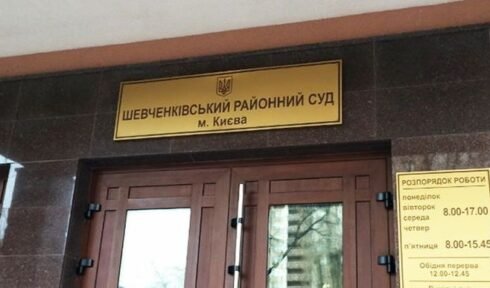 ШЕВЧЕНКІВСЬКИЙ РАЙОННИЙ СУД
м. Києва
РОЗПОРЯДОК РОБОТИ
понеділок
вівторок
середа
четвер
8.00-17.00
п'ятниця 8.00-15.45
Обідня перерва
12.00-12.45